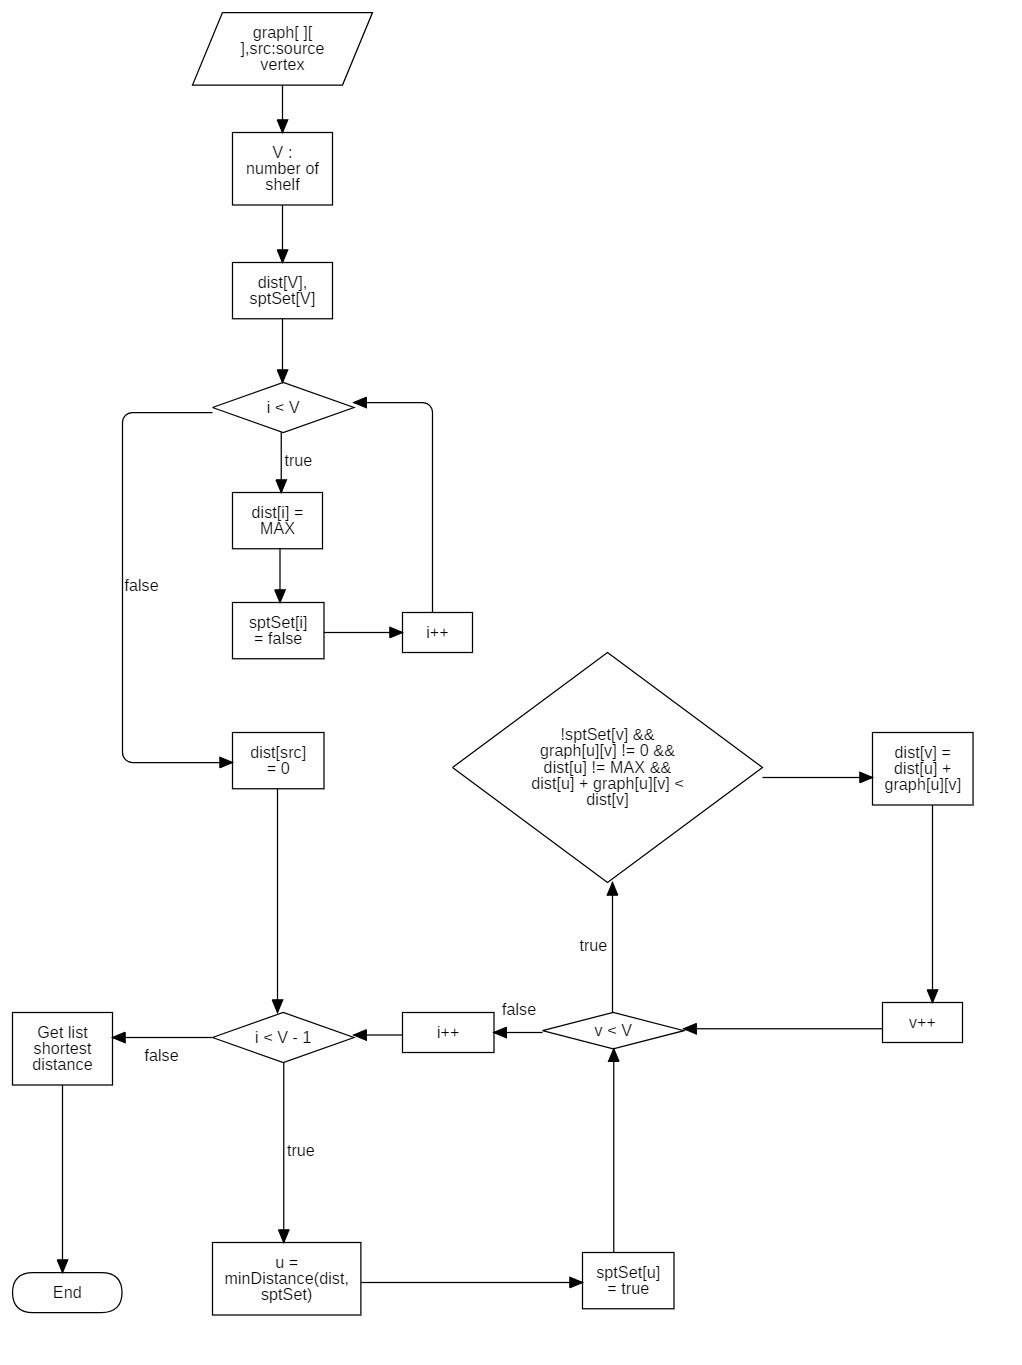 graph[ ][
],src:source
vertex
V :
number of
shelf
dist[V],
sptSet[V]
i < V
true
dist[i] =
MAX
false
sptSet[i]
= false
i++
dist[src]
= 0
!sptSet[v] &&
graph[u][v] != 0 &&
dist[u] != MAX &&
dist[u] + graph[u][v] <
dist[v]
dist[v] =
dist[u] +
graph[u][v]
true
false
Get list
shortest
distance
false
i < V - 1
i++
v < V
v++
true
u =
minDistance(dist,
sptSet)
sptSet[u]
= true
End